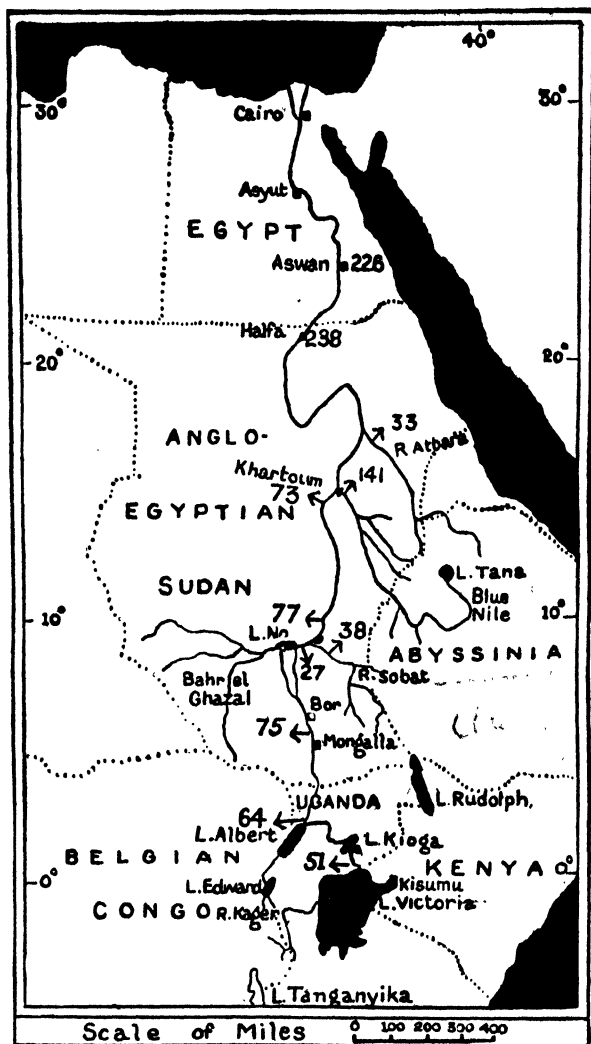 40°
30°
30°
Cairo
Asyut
EGYPT
Aswan 226
Halfa 238
20°
20°
ANGLO-
33
R Atbara
Khartoum
141
73
EGYPTIAN
L. Tana
SUDAN
Blue
Nile
77
10°
10°
L. No
38
ABYSSINIA
Bahr el
Ghazal
27
R. Sobat
Bor
75
Mongalla
UGANDA
L. Rudolph.
64
L. Albert
L. Kioga
BELGIAN
51
KENYA
0°
0°
L. Edward
Kisumu
CONGO R. Kager
L. Victoria
L. Tanganyika
Scale of Miles 0 100 200 300 400